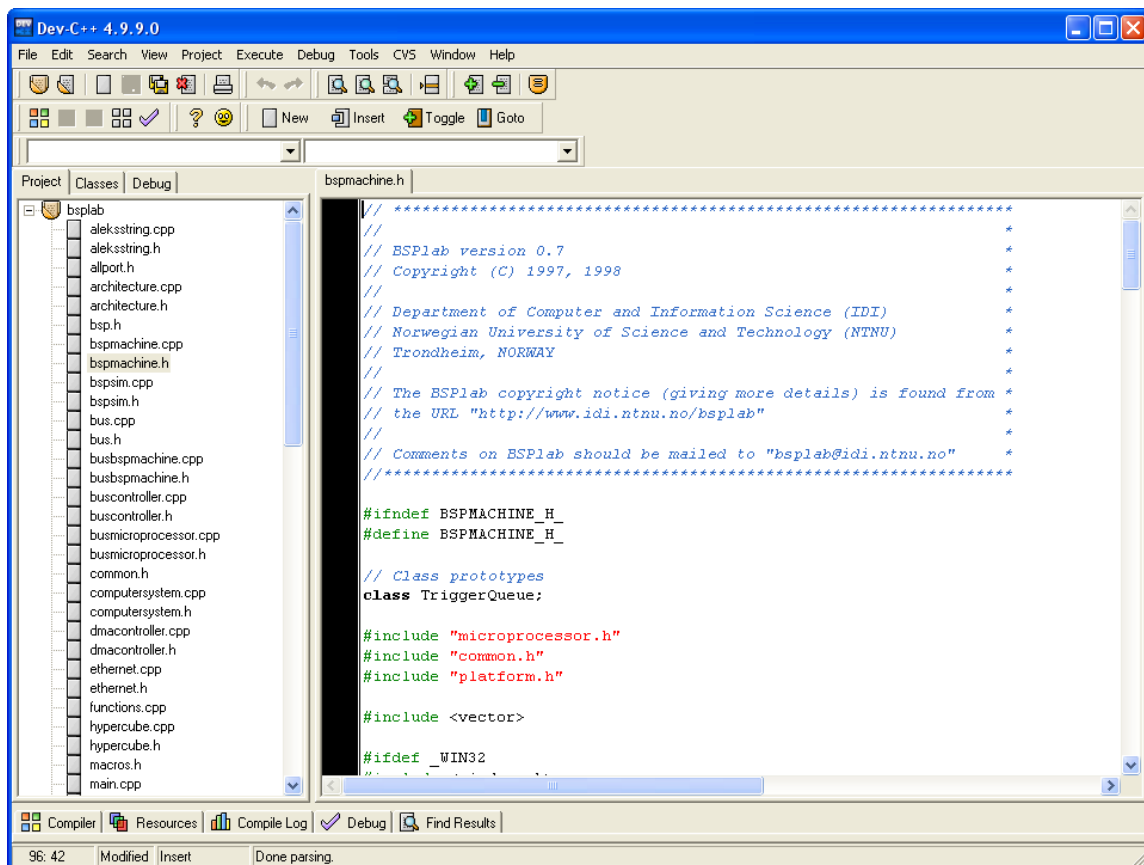 Dev-C++ 4.9.9.0
File Edit Search View Project Execute Debug Tools CVS Window Help
New Insert Toggle Goto
Project Classes Debug
bsplab
aleksstring.cpp
aleksstring.h
allport.h
architecture.cpp
architecture.h
bsp.h
bspmachine.cpp
bspmachine.h
bspsim.cpp
bspsim.h
bus.cpp
bus.h
busbspmachine.cpp
busbspmachine.h
buscontroller.cpp
buscontroller.h
busmicroprocessor.cpp
busmicroprocessor.h
common.h
computersystem.cpp
computersystem.h
dmacontroller.cpp
dmacontroller.h
ethernet.cpp
ethernet.h
functions.cpp
hypercube.cpp
hypercube.h
macros.h
main.cpp
bspmachine.h
// *****************************************************************
// *
// BSPlab version 0.7 *
// Copyright (C) 1997, 1998 *
// *
// Department of Computer and Information Science (IDI) *
// Norwegian University of Science and Technology (NTNU) *
// Trondheim, NORWAY *
// *
// The BSPlab copyright notice (giving more details) is found from *
// the URL "http://www.idi.ntnu.no/bsplab" *
// *
// Comments on BSPlab should be mailed to "bsplab@idi.ntnu.no" *
//******************************************************************
#ifndef BSPMACHINE_H_
#define BSPMACHINE_H_
// Class prototypes
class TriggerQueue;
#include "microprocessor.h"
#include "common.h"
#include "platform.h"
#include <vector>
#ifdef _WIN32
Compiler Resources Compile Log Debug Find Results
96: 42 Modified Insert Done parsing.